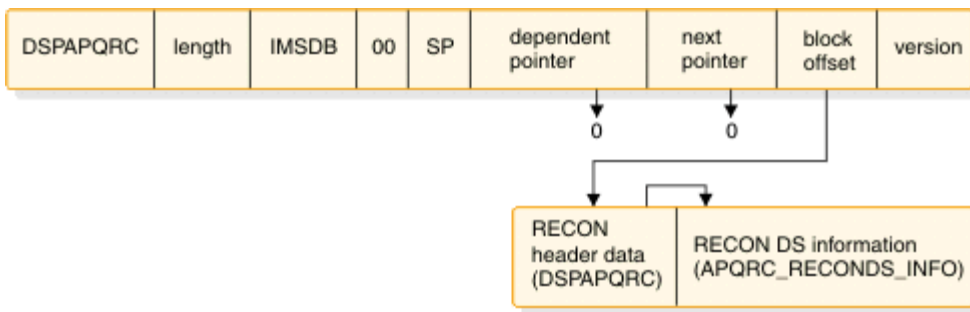 DSPAPQRC length IMSDB 00 SP dependent pointer next pointer block offset version
0 0
RECON header data (DSPAPQRC) RECON DS information (APQRC_RECONDS_INFO)